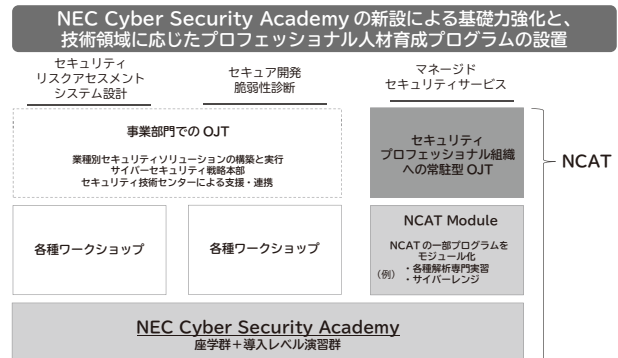 NEC Cyber Security Academy の新設による基礎力強化と、
技術領域に応じたプロフェッショナル人材育成プログラムの設置
セキュリティ
リスクアセスメント
システム設計
セキュア開発
脆弱性診断
マネージド
セキュリティサービス
事業部門での OJT
業種別セキュリティソリューションの構築と実行
サイバーセキュリティ戦略本部
セキュリティ技術センターによる支援・連携
セキュリティ
プロフェッショナル組織
への常駐型 OJT
NCAT
各種ワークショップ
各種ワークショップ
NCAT Module
NCATの一部プログラムを
モジュール化
(例) ・各種解析専門実習
・サイバーレンジ
NEC Cyber Security Academy
座学群+導入レベル演習群